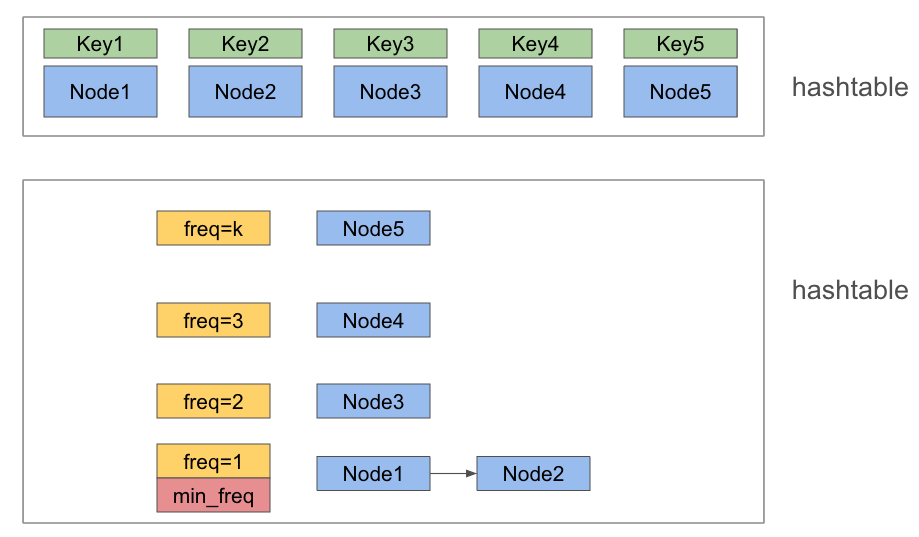 Key1 Key2 Key3 Key4 Key5
Node1 Node2 Node3 Node4 Node5
hashtable
freq=k Node5
hashtable
freq=3 Node4
freq=2 Node3
freq=1
Node1 Node2
min_freq